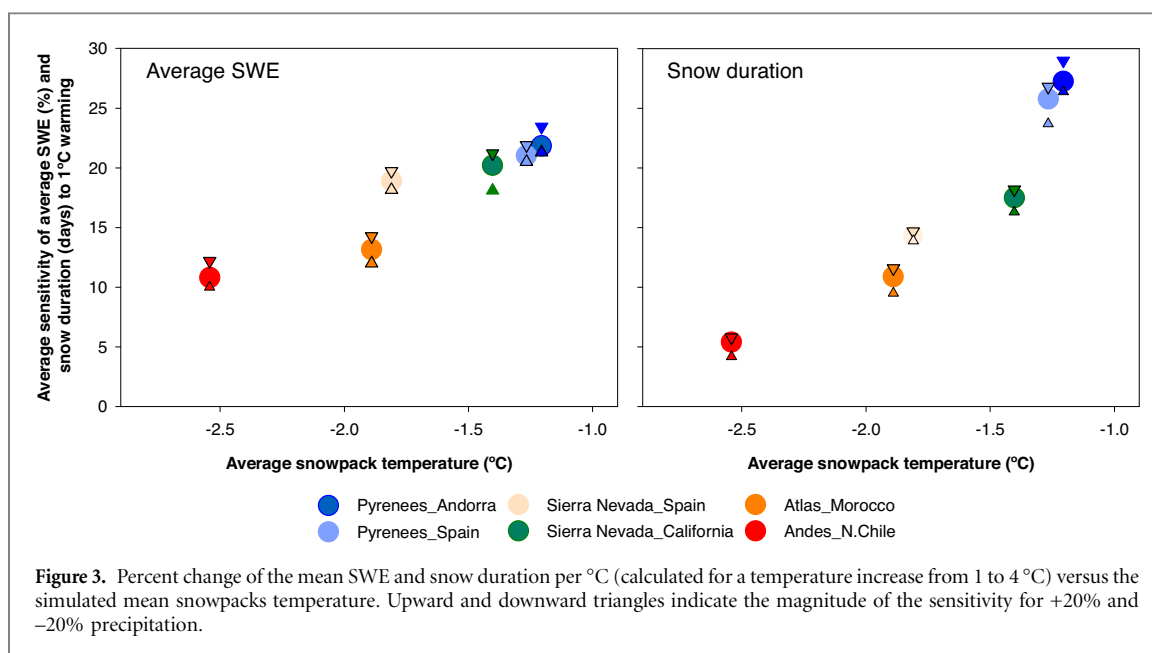 Average sensitivity of average SWE (%) and
snow duration (days) to 1°C warming
30
25
20
15
10
5
0
Average SWE
Snow duration
-2.5 -2.0 -1.5 -1.0
-2.5 -2.0 -1.5 -1.0
Average snowpack temperature (ºC)
Average snowpack temperature (ºC)
Pyrenees_Andorra Sierra Nevada_Spain Atlas_Morocco
Pyrenees_Spain Sierra Nevada_California Andes_N.Chile
Figure 3. Percent change of the mean SWE and snow duration per °C (calculated for a temperature increase from 1 to 4 °C) versus the
simulated mean snowpacks temperature. Upward and downward triangles indicate the magnitude of the sensitivity for +20% and
−20% precipitation.